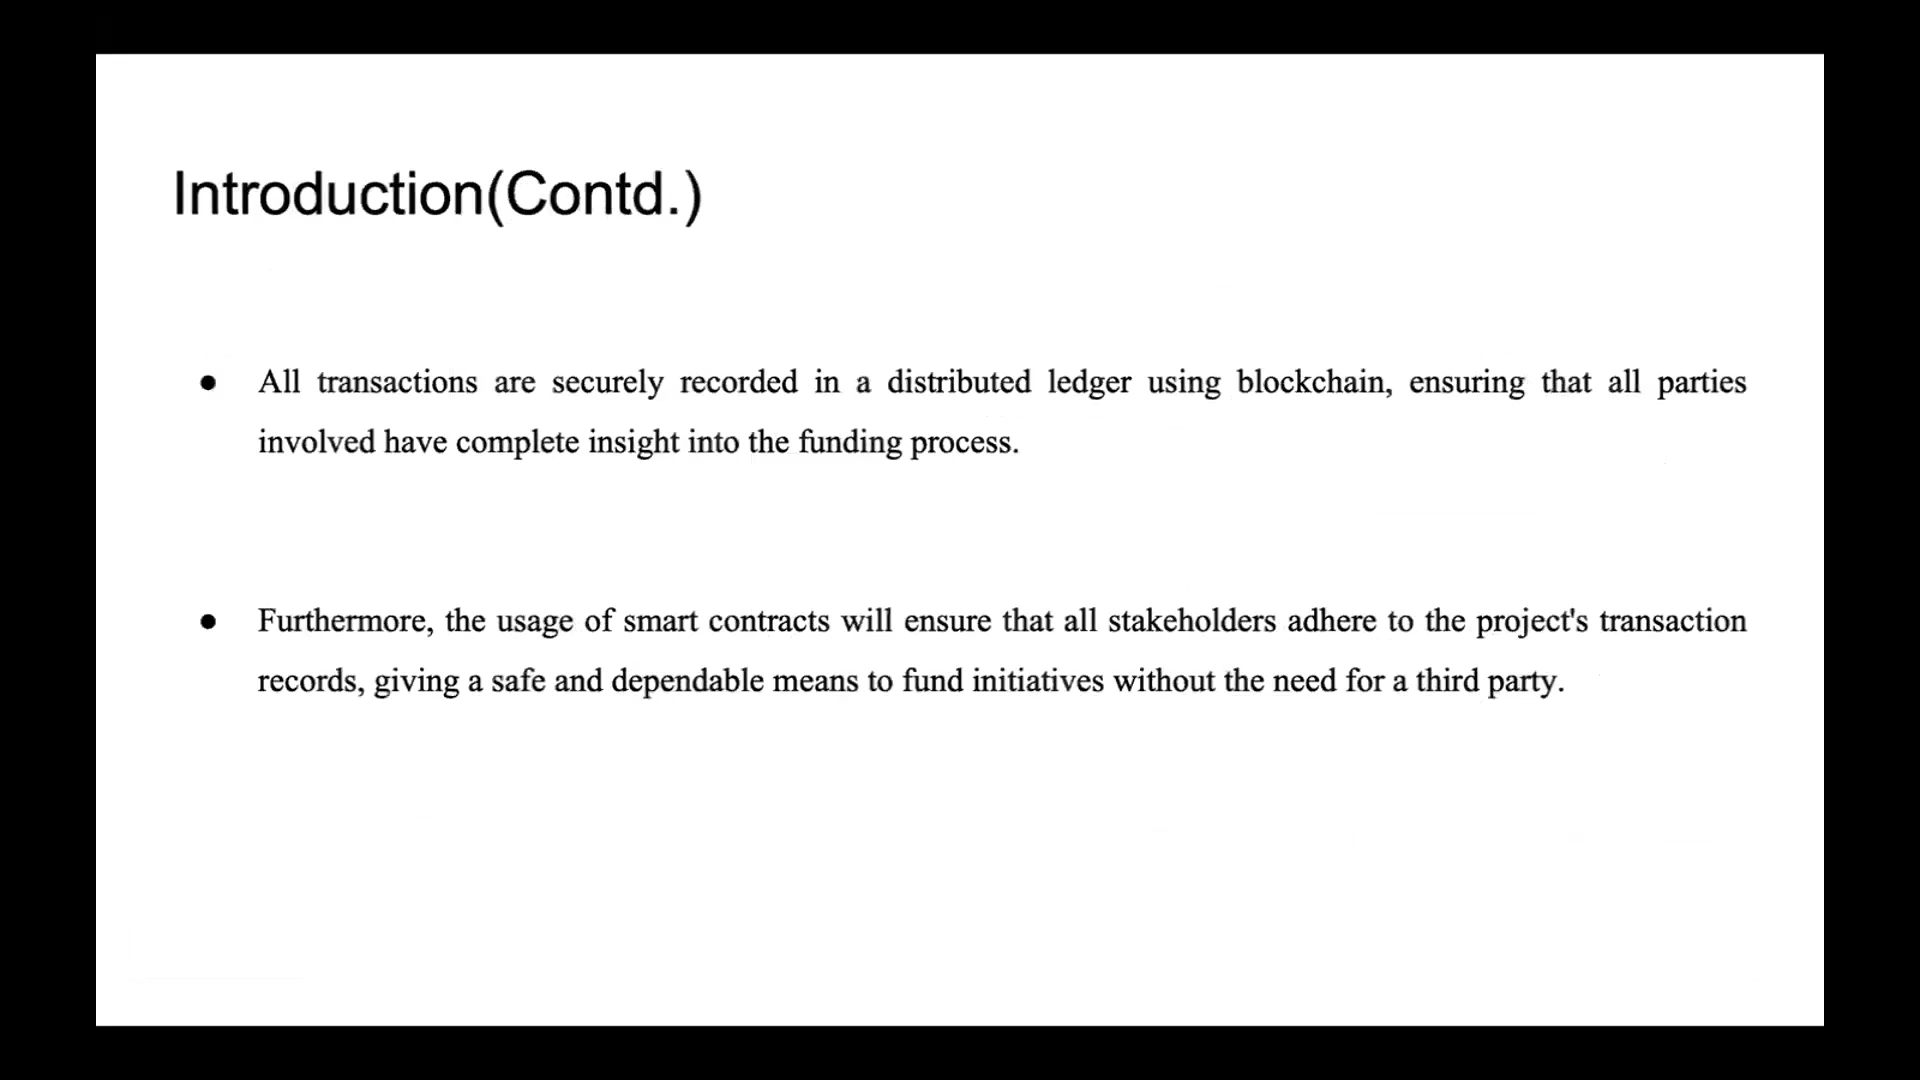 Introduction(Contd.)
● All transactions are securely recorded in a distributed ledger using blockchain, ensuring that all parties
involved have complete insight into the funding process.
● Furthermore, the usage of smart contracts will ensure that all stakeholders adhere to the project's transaction
records, giving a safe and dependable means to fund initiatives without the need for a third party.